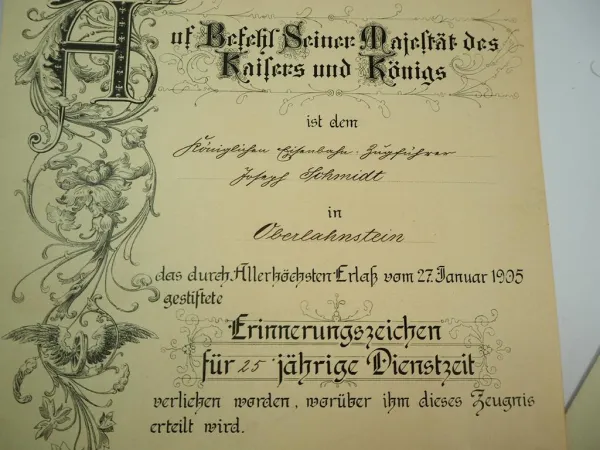 Auf Befehl Seiner Majestät des
Kaisers und Königs
ist dem
Königlichen Eisenbahn-Zugführer
Joseph Schmidt
in
Oberlahnstein
das durch Allerhöchsten Erlaß vom 27. Januar 1905
gestiftete
Erinnerungszeichen
für 25 jährige Dienstzeit
verliehen worden, worüber ihm dieses Zeugnis
erteilt wird.